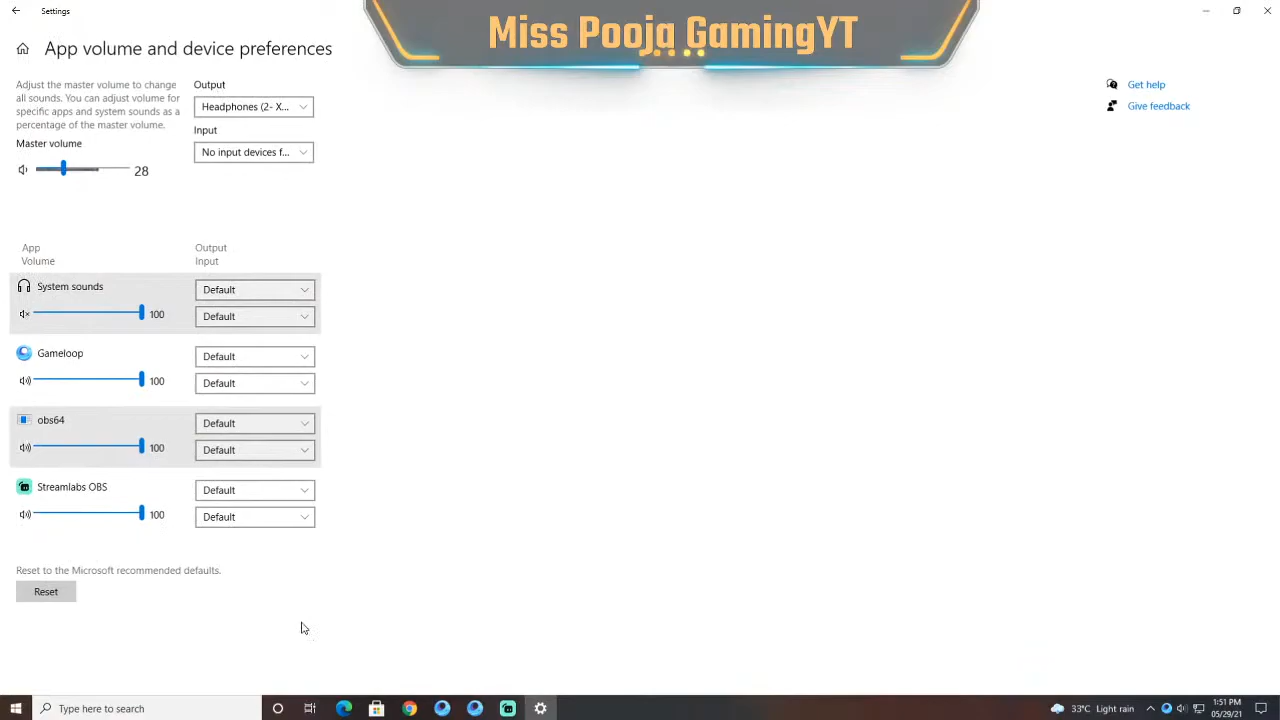 Settings
Miss Pooja GamingYT
App volume and device preferences
Adjust the master volume to change
all sounds. You can adjust volume for
specific apps and system sounds as a
percentage of the master volume.
Master volume
28
Output
Headphones (2- X...
Input
No input devices f...
Get help
Give feedback
App
Volume
Output
Input
System sounds
Default
100
Default
Gameloop
Default
100
Default
obs64
Default
100
Default
Streamlabs OBS
Default
100
Default
Reset to the Microsoft recommended defaults.
Reset
Type here to search
33°C Light rain
1:51 PM
05/29/21